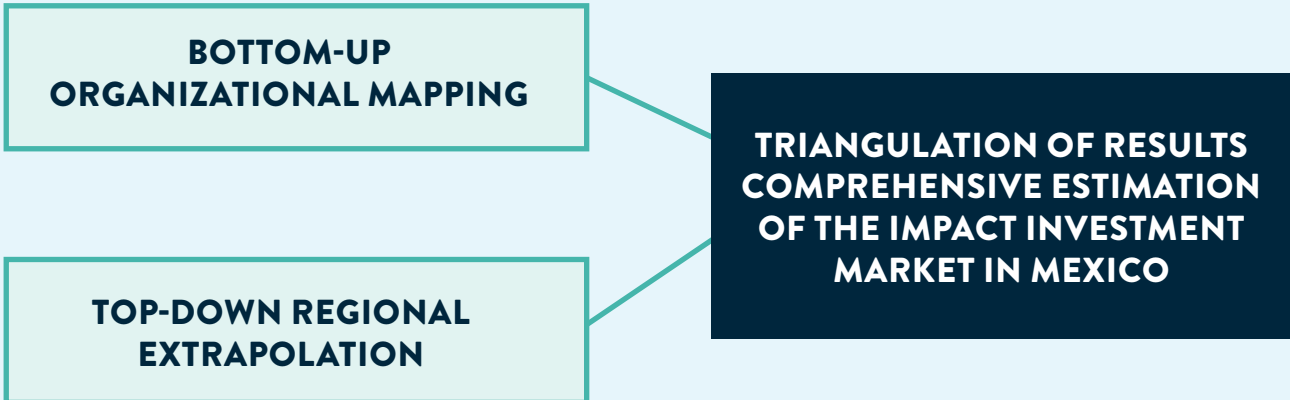 BOTTOM-UP
ORGANIZATIONAL MAPPING
TRIANGULATION OF RESULTS
COMPREHENSIVE ESTIMATION
OF THE IMPACT INVESTMENT
MARKET IN MEXICO
TOP-DOWN REGIONAL
EXTRAPOLATION